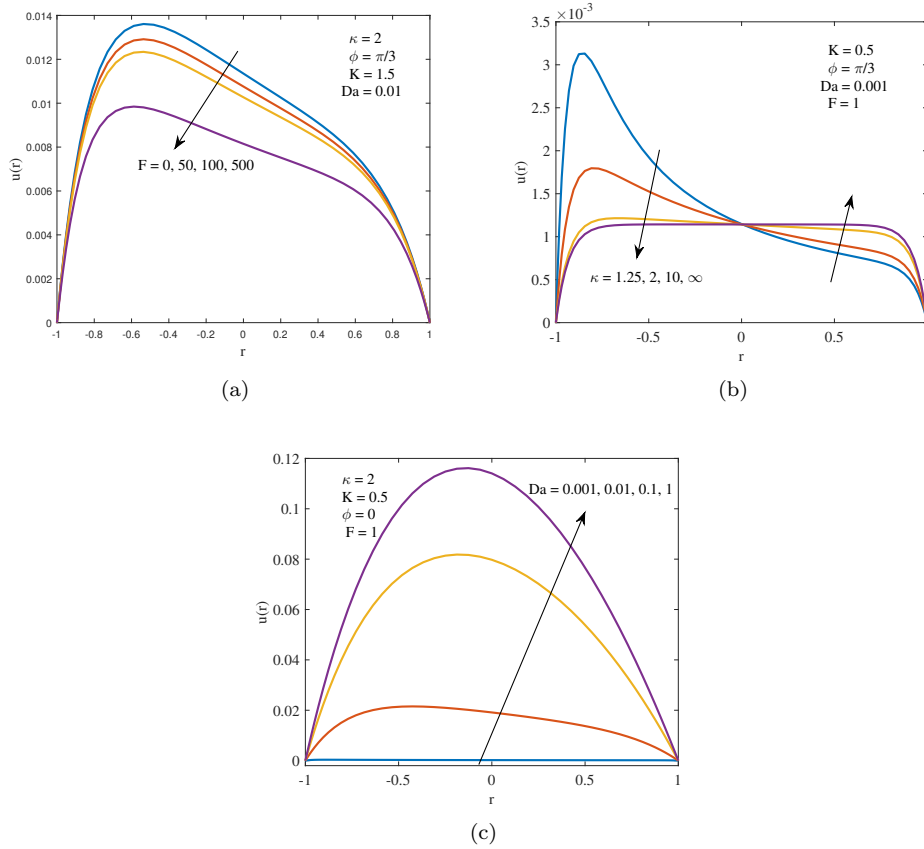 0.014
0.012
0.01
0.008
0.006
0.004
0.002
0
-1
-0.8
-0.6
-0.4
-0.2
0
0.2
0.4
0.6
0.8
1
u(r)
r
κ = 2
ϕ = π/3
K = 1.5
Da = 0.01
F = 0, 50, 100, 500
(a)
×10⁻³
3.5
3
2.5
2
1.5
1
0.5
0
-1
-0.5
0
0.5
1
u(r)
r
K = 0.5
ϕ = π/3
Da = 0.001
F = 1
κ = 1.25, 2, 10, ∞
(b)
0.12
0.1
0.08
0.06
0.04
0.02
0
-1
-0.5
0
0.5
1
u(r)
r
κ = 2
K = 0.5
ϕ = 0
F = 1
Da = 0.001, 0.01, 0.1, 1
(c)